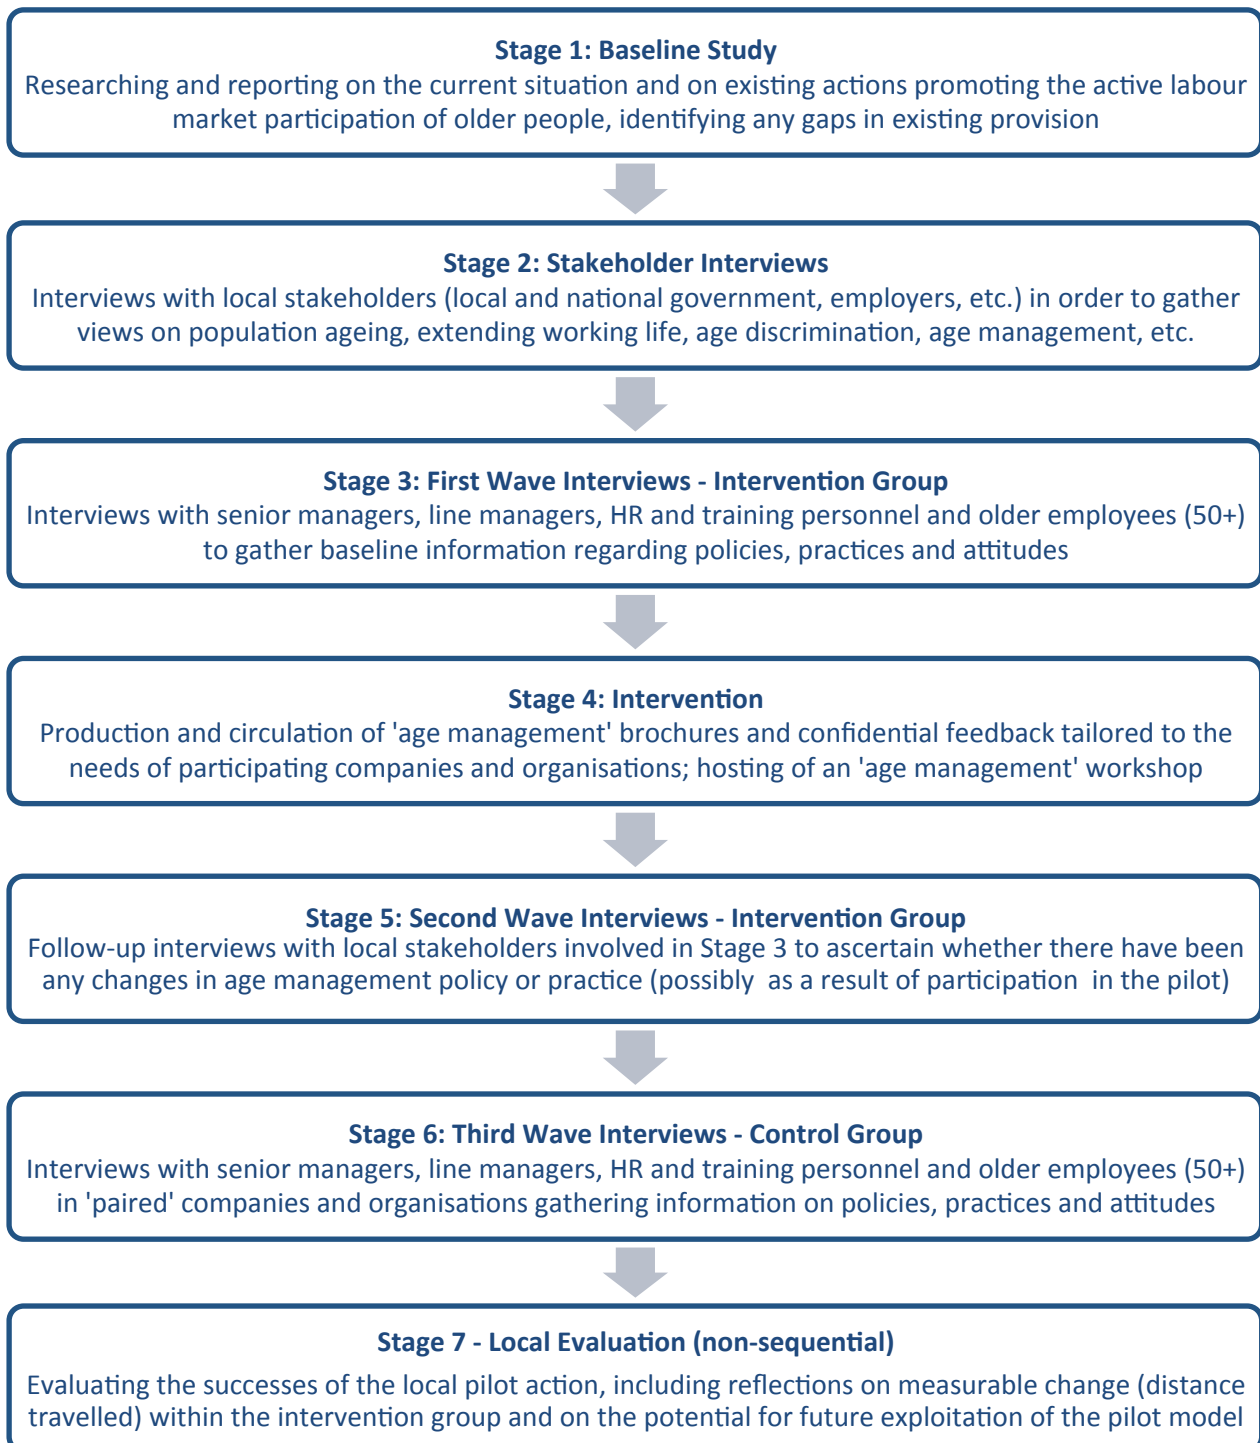 Stage 1: Baseline Study
Researching and reporting on the current situation and on existing actions promoting the active labour
market participation of older people, identifying any gaps in existing provision
Stage 2: Stakeholder Interviews
Interviews with local stakeholders (local and national government, employers, etc.) in order to gather
views on population ageing, extending working life, age discrimination, age management, etc.
Stage 3: First Wave Interviews - Intervention Group
Interviews with senior managers, line managers, HR and training personnel and older employees (50+)
to gather baseline information regarding policies, practices and attitudes
Stage 4: Intervention
Production and circulation of 'age management' brochures and confidential feedback tailored to the
needs of participating companies and organisations; hosting of an 'age management' workshop
Stage 5: Second Wave Interviews - Intervention Group
Follow-up interviews with local stakeholders involved in Stage 3 to ascertain whether there have been
any changes in age management policy or practice (possibly as a result of participation in the pilot)
Stage 6: Third Wave Interviews - Control Group
Interviews with senior managers, line managers, HR and training personnel and older employees (50+)
in 'paired' companies and organisations gathering information on policies, practices and attitudes
Stage 7 - Local Evaluation (non-sequential)
Evaluating the successes of the local pilot action, including reflections on measurable change (distance
travelled) within the intervention group and on the potential for future exploitation of the pilot model